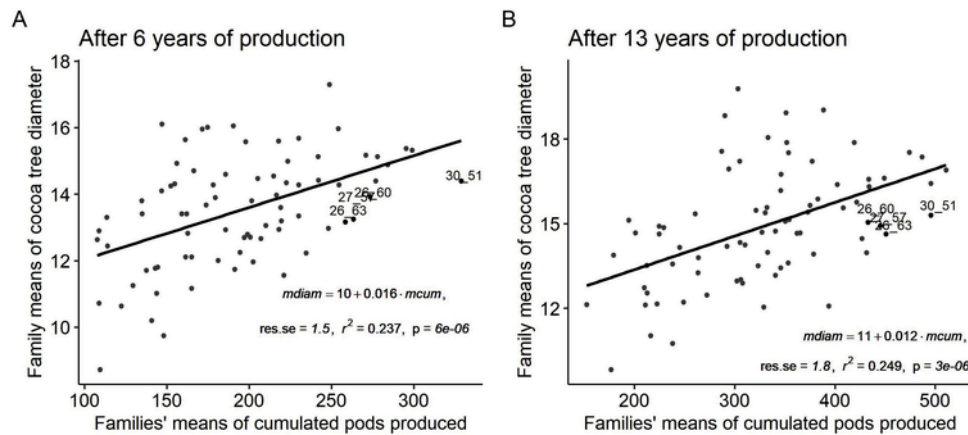 A
After 6 years of production
Family means of cocoa tree diameter
18
16
14
12
10
30_51
26_60
26_63
mdiam = 10 + 0.016 · mcum,
res.se = 1.5, r² = 0.237, p = 6e-06
100 150 200 250 300
Families' means of cumulated pods produced
B
After 13 years of production
Family means of cocoa tree diameter
18
15
12
30_51
26_60
27_57
mdiam = 11 + 0.012 · mcum,
res.se = 1.8, r² = 0.249, p = 3e-06
200 300 400 500
Families' means of cumulated pods produced